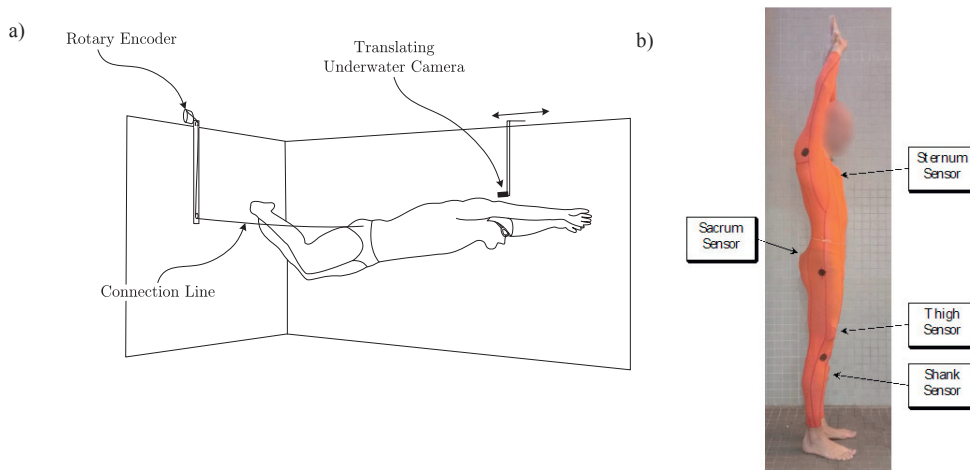 a)
Rotary Encoder
Translating
Underwater Camera
Connection Line
b)
Sternum
Sensor
Sacrum
Sensor
Thigh
Sensor
Shank
Sensor